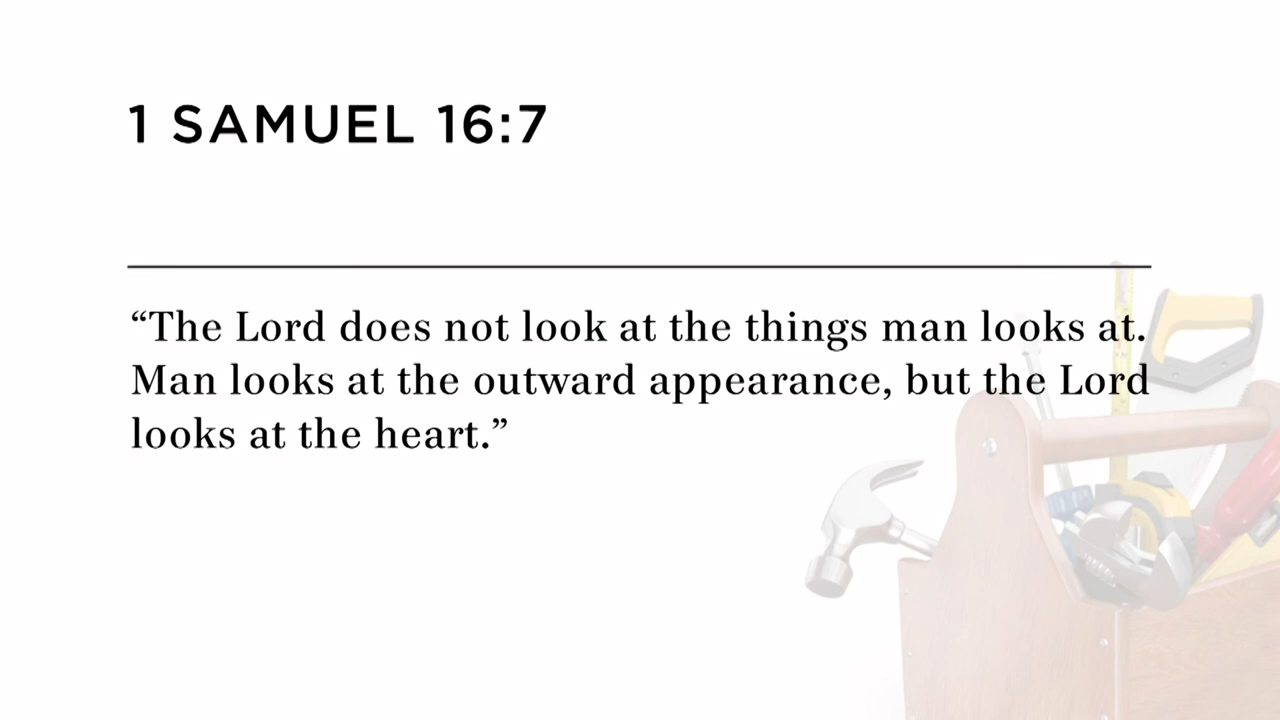 1 SAMUEL 16:7
“The Lord does not look at the things man looks at.
Man looks at the outward appearance, but the Lord
looks at the heart.”